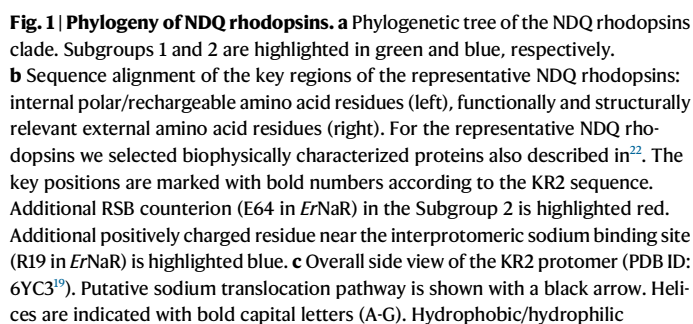 Fig. 1 | Phylogeny of NDQ rhodopsins. a Phylogenetic tree of the NDQ rhodopsins
clade. Subgroups 1 and 2 are highlighted in green and blue, respectively.
b Sequence alignment of the key regions of the representative NDQ rhodopsins:
internal polar/rechargeable amino acid residues (left), functionally and structurally
relevant external amino acid residues (right). For the representative NDQ rho-
dopsins we selected biophysically characterized proteins also described in22. The
key positions are marked with bold numbers according to the KR2 sequence.
Additional RSB counterion (E64 in ErNaR) in the Subgroup 2 is highlighted red.
Additional positively charged residue near the interprotomeric sodium binding site
(R19 in ErNaR) is highlighted blue. c Overall side view of the KR2 protomer (PDB ID:
6YC319). Putative sodium translocation pathway is shown with a black arrow. Heli-
ces are indicated with bold capital letters (A-G). Hydrophobic/hydrophilic